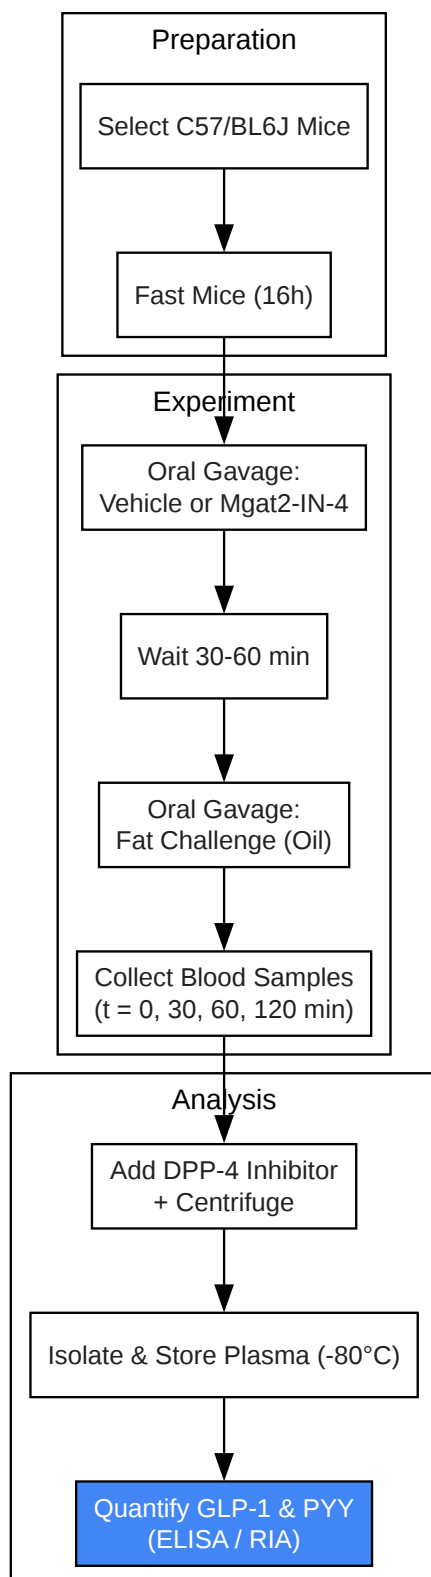 Preparation
Select C57/BL6J Mice
Fast Mice (16h)
Experiment
Oral Gavage:
Vehicle or Mgat2-IN-4
Wait 30-60 min
Oral Gavage:
Fat Challenge (Oil)
Collect Blood Samples
(t = 0, 30, 60, 120 min)
Analysis
Add DPP-4 Inhibitor
+ Centrifuge
Isolate & Store Plasma (-80°C)
Quantify GLP-1 & PYY
(ELISA / RIA)